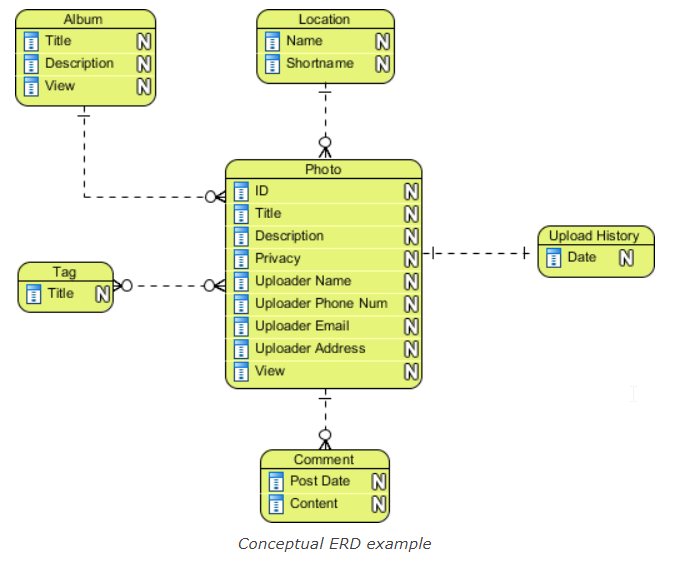 Album
Title N
Description N
View N
Location
Name N
Shortname N
Photo
ID N
Title N
Description N
Privacy N
Uploader Name N
Uploader Phone Num N
Uploader Email N
Uploader Address N
View N
Upload History
Date N
Tag
Title N
Comment
Post Date N
Content N
Conceptual ERD example